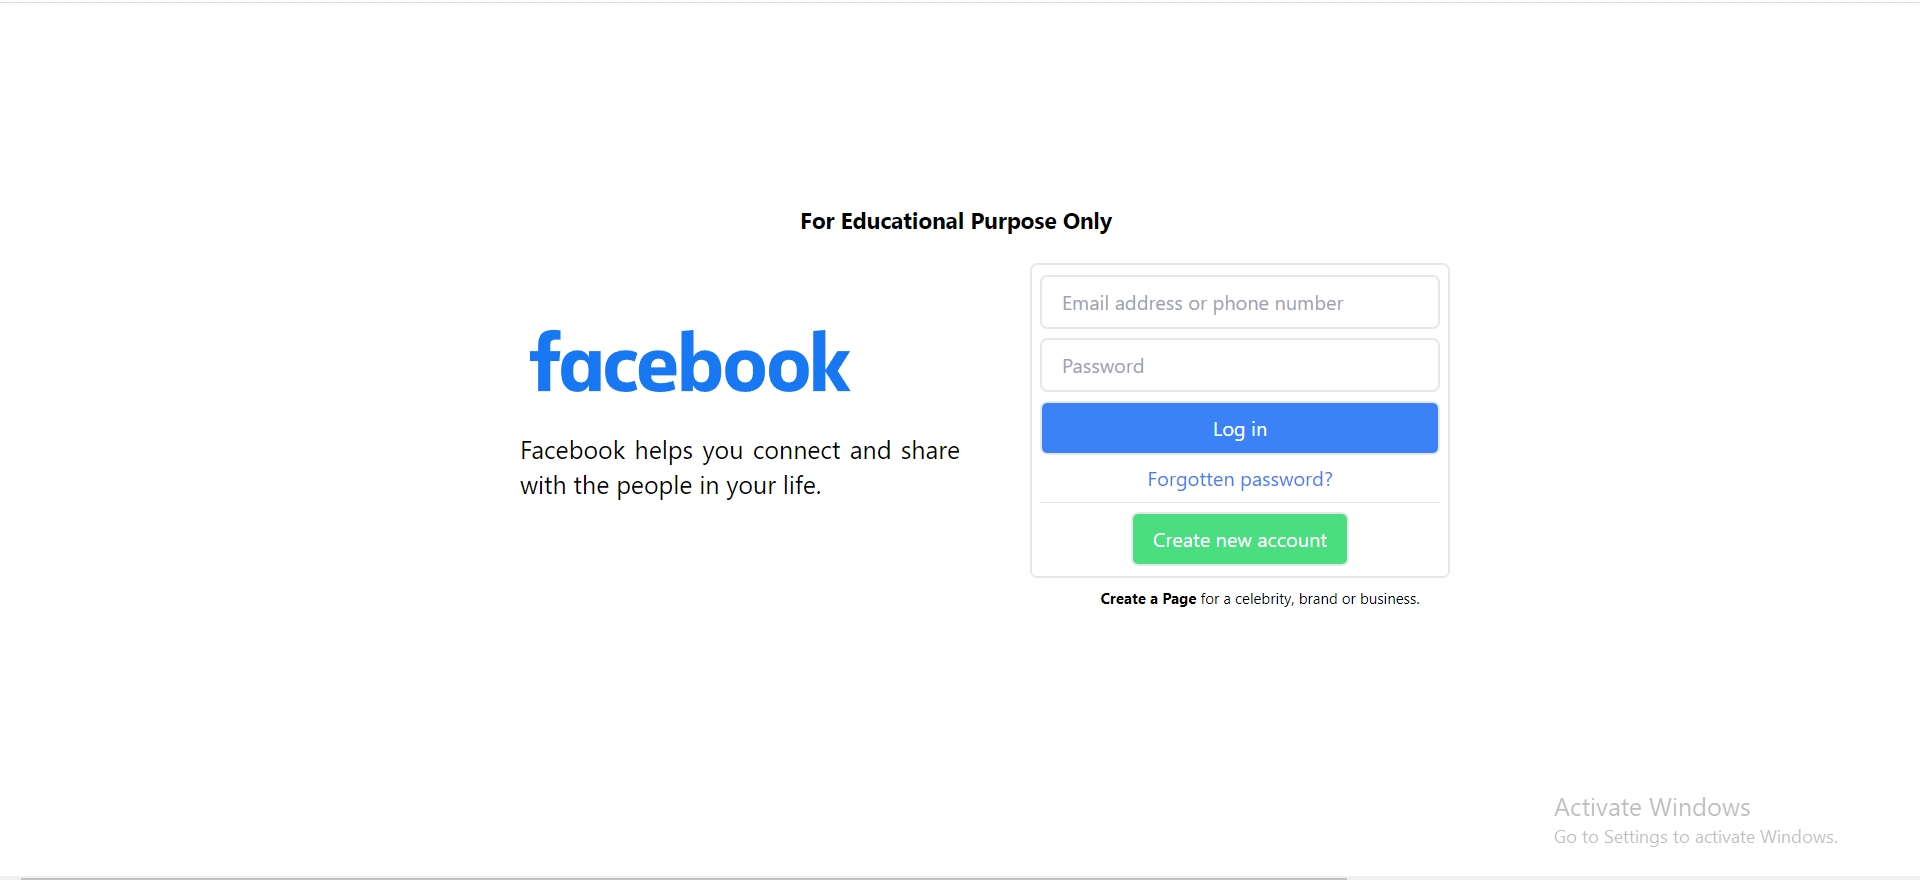 For Educational Purpose Only
facebook
Facebook helps you connect and share
with the people in your life.
Email address or phone number
Password
Log in
Forgotten password?
Create new account
Create a Page for a celebrity, brand or business.
Activate Windows
Go to Settings to activate Windows.